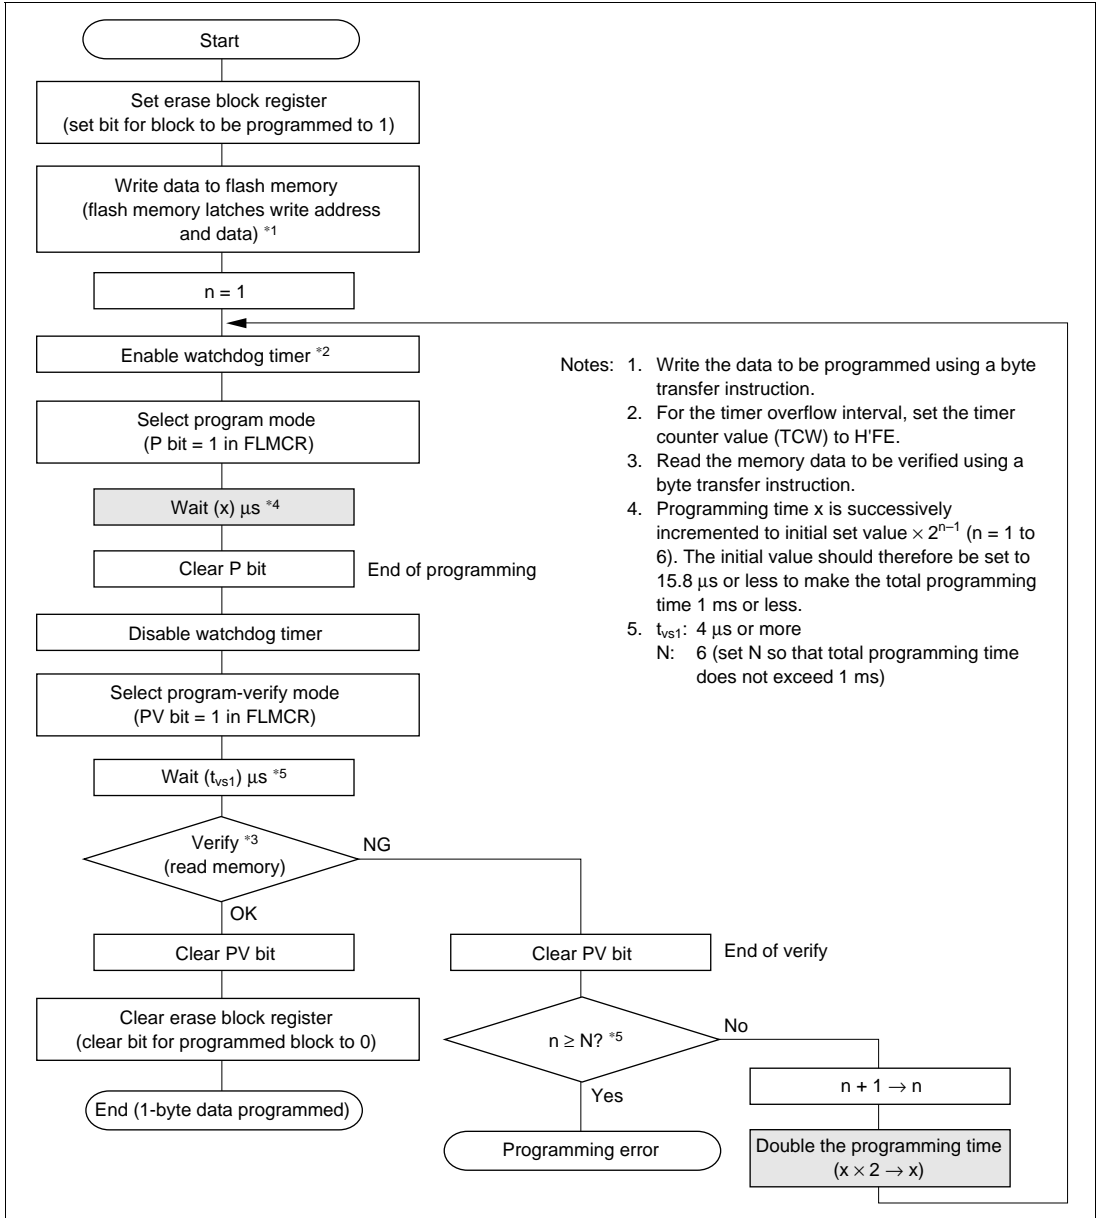 Start
Set erase block register
(set bit for block to be programmed to 1)
Write data to flash memory
(flash memory latches write address
and data) *1
n = 1
Enable watchdog timer *2
Select program mode
(P bit = 1 in FLMCR)
Wait (x) μs *4
Clear P bit
End of programming
Disable watchdog timer
Select program-verify mode
(PV bit = 1 in FLMCR)
Wait (tvs1) μs *5
Verify *3
(read memory)
NG
OK
Clear PV bit
Clear erase block register
(clear bit for programmed block to 0)
End (1-byte data programmed)
Clear PV bit
End of verify
n ≥ N? *5
No
Yes
Programming error
n + 1 → n
Double the programming time
(x × 2 → x)
Notes: 1. Write the data to be programmed using a byte
transfer instruction.
2. For the timer overflow interval, set the timer
counter value (TCW) to H'FE.
3. Read the memory data to be verified using a
byte transfer instruction.
4. Programming time x is successively
incremented to initial set value × 2n–1 (n = 1 to
6). The initial value should therefore be set to
15.8 μs or less to make the total programming
time 1 ms or less.
5. tvs1: 4 μs or more
N: 6 (set N so that total programming time
does not exceed 1 ms)